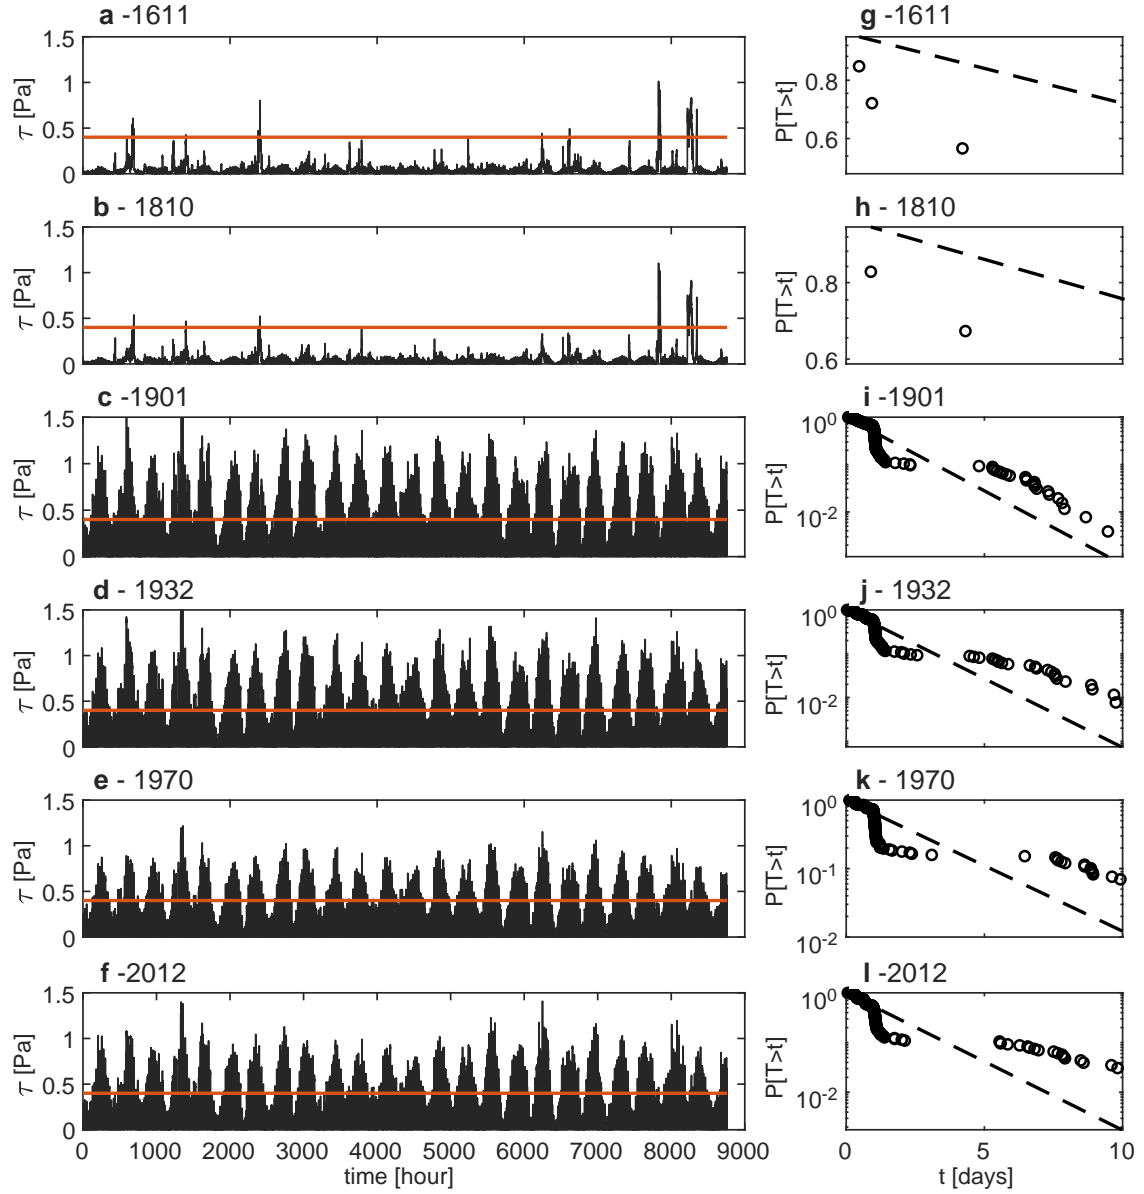 a -1611
1.5
1
0.5
0
τ [Pa]
g -1611
0.8
0.6
P[T>t]
b - 1810
1.5
1
0.5
0
τ [Pa]
h - 1810
0.8
0.6
P[T>t]
c -1901
1.5
1
0.5
0
τ [Pa]
i -1901
10^0
10^-2
P[T>t]
d - 1932
1.5
1
0.5
0
τ [Pa]
j - 1932
10^0
10^-2
P[T>t]
e - 1970
1.5
1
0.5
0
τ [Pa]
k - 1970
10^0
10^-1
10^-2
P[T>t]
f -2012
1.5
1
0.5
0
τ [Pa]
0 1000 2000 3000 4000 5000 6000 7000 8000 9000
time [hour]
l -2012
10^0
10^-2
P[T>t]
0 5 10
t [days]